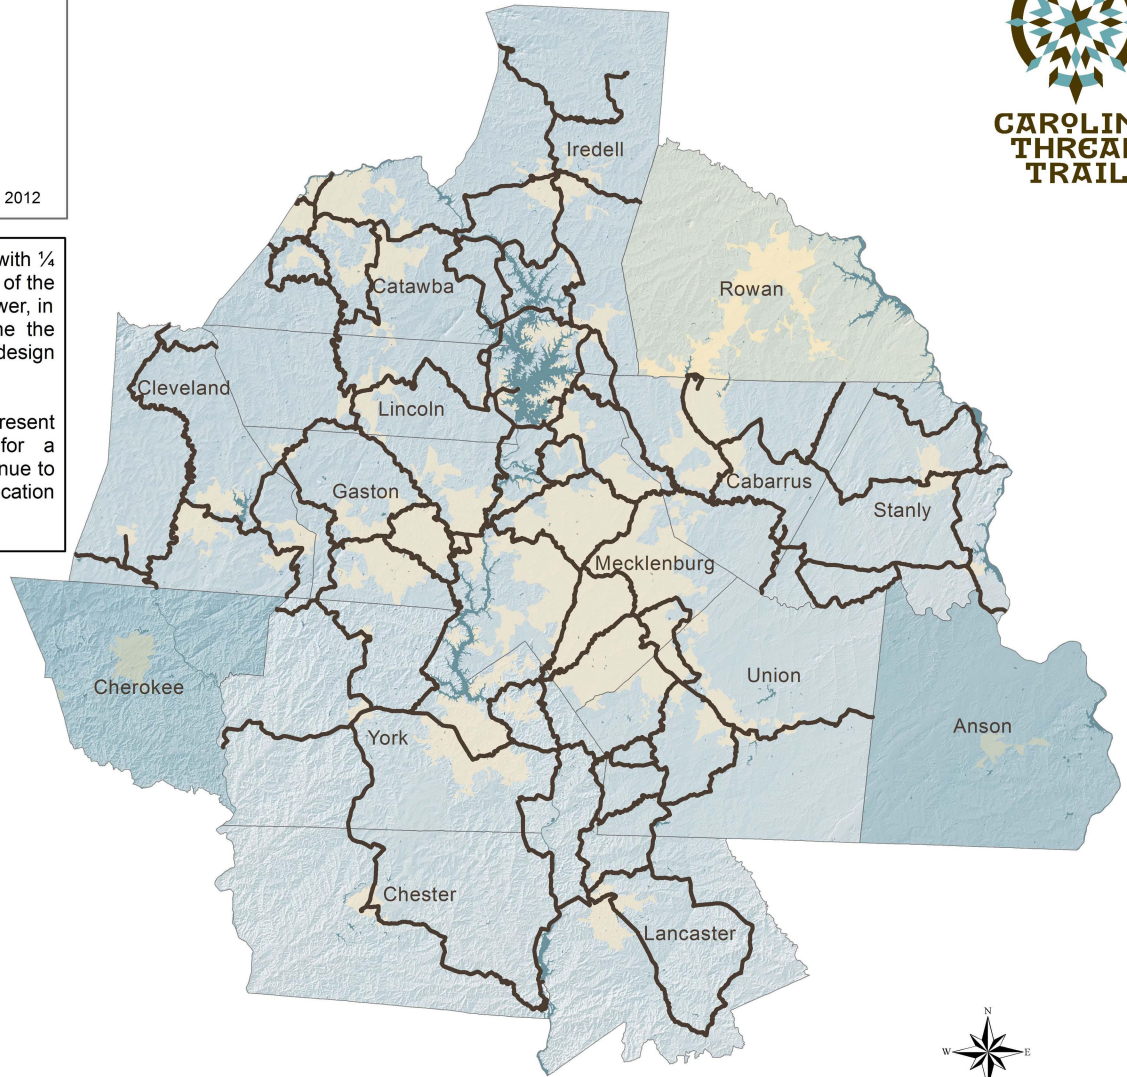 2012
with ¼
of the
wer, in
ne the
design
resent
for a
nue to
cation
CAROLIN
THREA
TRAIL
Iredell
Rowan
Catawba
Cleveland
Lincoln
Gaston
Cabarrus
Stanly
Mecklenburg
Union
Cherokee
York
Anson
Chester
Lancaster
N
W E